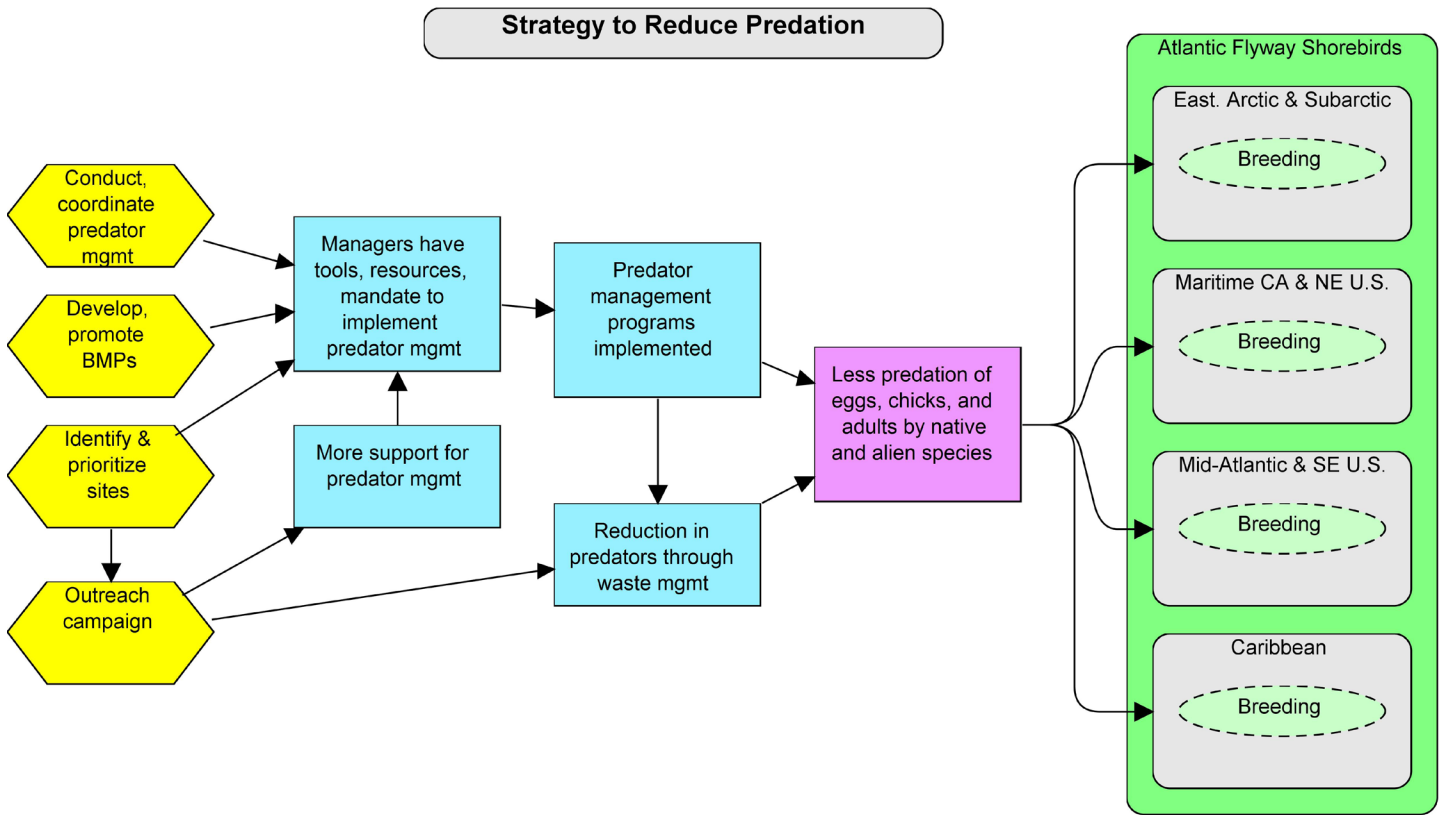 Strategy to Reduce Predation
Conduct,
coordinate
predator
mgmt
Develop,
promote
BMPs
Identify &
prioritize
sites
Outreach
campaign
Managers have
tools, resources,
mandate to
implement
predator mgmt
More support for
predator mgmt
Predator
management
programs
implemented
Reduction in
predators through
waste mgmt
Less predation of
eggs, chicks, and
adults by native
and alien species
Atlantic Flyway Shorebirds
East. Arctic & Subarctic
Breeding
Maritime CA & NE U.S.
Breeding
Mid-Atlantic & SE U.S.
Breeding
Caribbean
Breeding